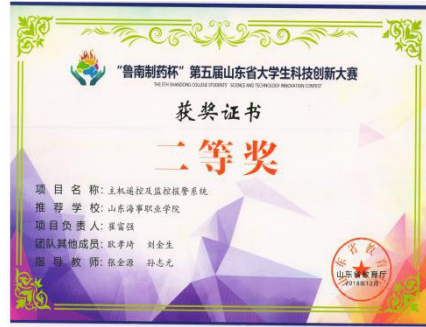 “鲁南制药杯”第五届山东省大学生科技创新大赛
THE 5TH SHANDONG COLLEGE STUDENTS' SCIENCE AND TECHNOLOGY INNOVATION CONTEST
获奖证书
二等奖
项目名称：主机遥控及监控报警系统
推荐学校：山东海事职业学院
项目负责人：崔富强
团队其他成员：耿孝琦 刘金生
指导教师：张金源 孙志元
山东省教育厅
2018年12月